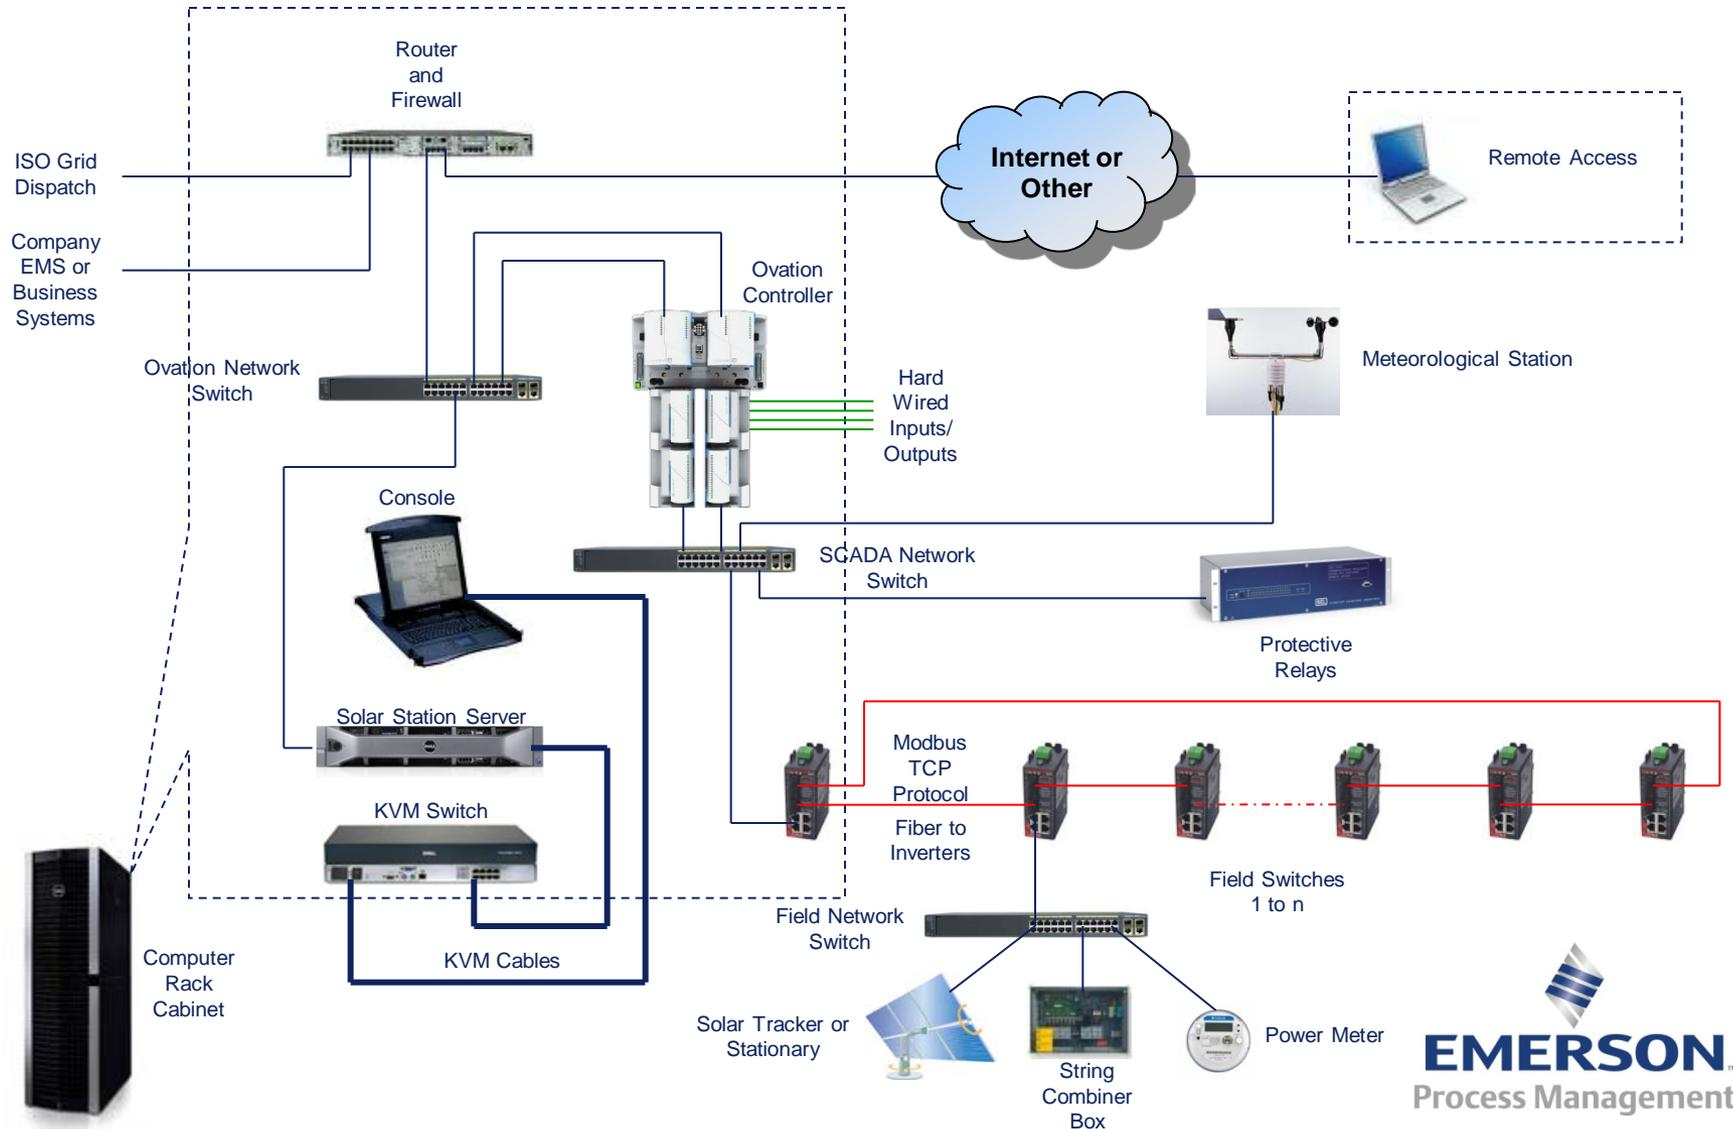 Router
and
Firewall
ISO Grid
Dispatch
Internet or
Other
Remote Access
Company
EMS or
Business
Systems
Ovation
Controller
Ovation Network
Switch
Hard
Wired
Inputs/
Outputs
Meteorological Station
Console
SCADA Network
Switch
Protective
Relays
Solar Station Server
Modbus
TCP
Protocol
KVM Switch
Fiber to
Inverters
Field Switches
1 to n
Field Network
Switch
KVM Cables
Computer
Rack
Cabinet
Solar Tracker or
Stationary
String
Combiner
Box
Power Meter
EMERSON
Process Management